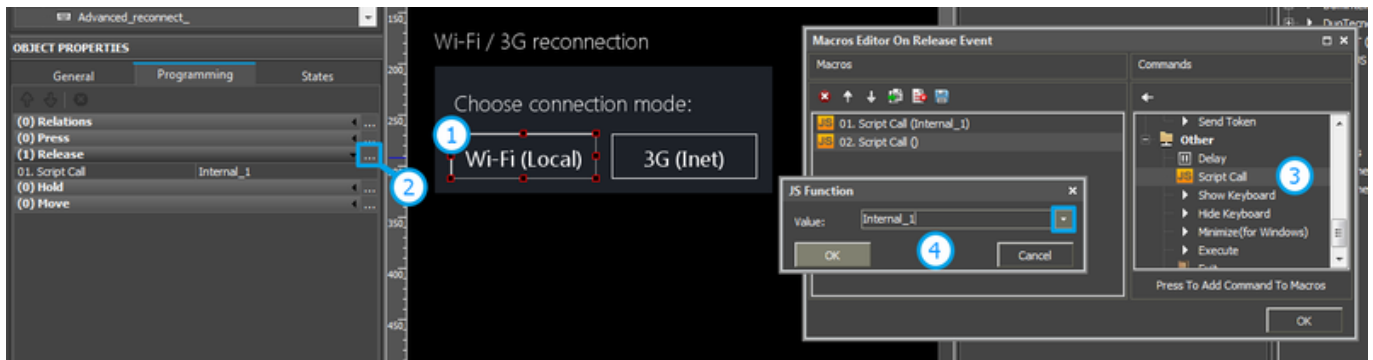 Advanced_reconnect_
OBJECT PROPERTIES
General Programming States
(0) Relations ...
(0) Press ...
(1) Release ...
01. Script Call Internal_1
(0) Hold ...
(0) Move ...
2
150
200
250
350
400
450
Wi-Fi / 3G reconnection
Choose connection mode:
1
Wi-Fi (Local)
3G (Inet)
Macros Editor On Release Event
Macros
JS 01. Script Call (Internal_1)
JS 02. Script Call ()
JS Function
Value: Internal_1
OK
4
Cancel
Commands
Send Token
Other
Delay
JS Script Call
3
Show Keyboard
Hide Keyboard
Minimize(for Windows)
Execute
Press To Add Command To Macros
OK
DuoTecn